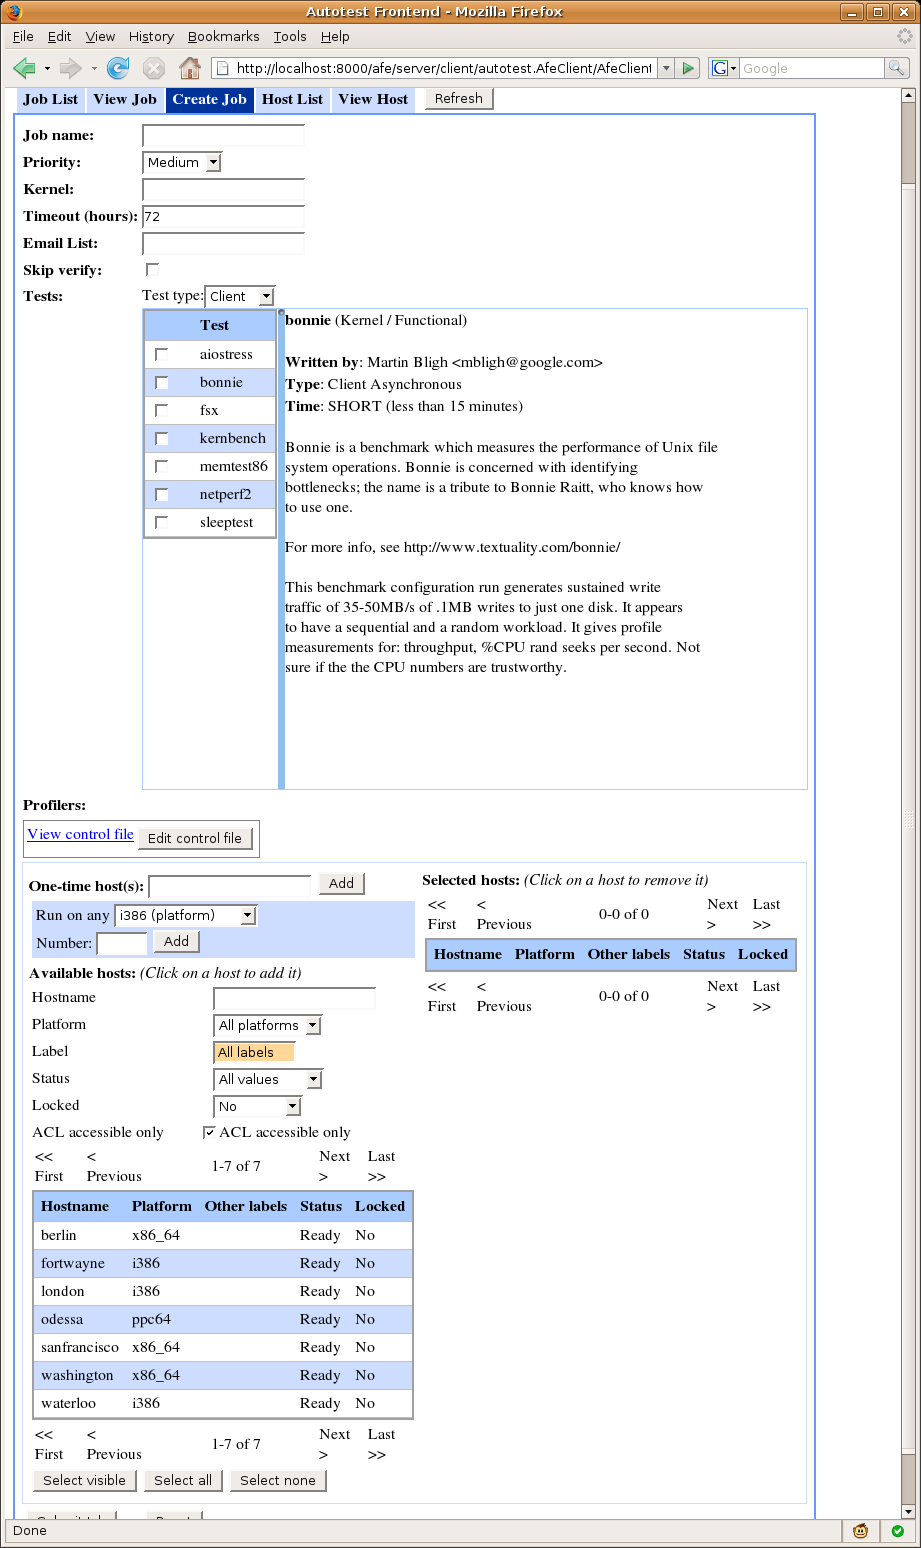 Autotest Frontend - Mozilla Firefox
File Edit View History Bookmarks Tools Help
http://localhost:8000/afe/server/client/autotest.AfeClient/AfeClient
G Google
Job List View Job Create Job Host List View Host Refresh
Job name:
Priority: Medium
Kernel:
Timeout (hours): 72
Email List:
Skip verify:
Tests: Test type: Client
Test
aiostress
bonnie
fsx
kernbench
memtest86
netperf2
sleeptest
bonnie (Kernel / Functional)
Written by: Martin Bligh <mbligh@google.com>
Type: Client Asynchronous
Time: SHORT (less than 15 minutes)
Bonnie is a benchmark which measures the performance of Unix file
system operations. Bonnie is concerned with identifying
bottlenecks; the name is a tribute to Bonnie Raitt, who knows how
to use one.
For more info, see http://www.textuality.com/bonnie/
This benchmark configuration run generates sustained write
traffic of 35-50MB/s of .1MB writes to just one disk. It appears
to have a sequential and a random workload. It gives profile
measurements for: throughput, %CPU rand seeks per second. Not
sure if the the CPU numbers are trustworthy.
Profilers:
View control file Edit control file
One-time host(s): Add
Run on any i386 (platform)
Number: Add
Available hosts: (Click on a host to add it)
Hostname
Platform All platforms
Label All labels
Status All values
Locked No
ACL accessible only ACL accessible only
<< < Next Last
First Previous 1-7 of 7 > >>
Hostname Platform Other labels Status Locked
berlin x86_64 Ready No
fortwayne i386 Ready No
london i386 Ready No
odessa ppc64 Ready No
sanfrancisco x86_64 Ready No
washington x86_64 Ready No
waterloo i386 Ready No
<< < Next Last
First Previous 1-7 of 7 > >>
Select visible Select all Select none
Selected hosts: (Click on a host to remove it)
<< < Next Last
First Previous 0-0 of 0 > >>
Hostname Platform Other labels Status Locked
<< < Next Last
First Previous 0-0 of 0 > >>
Done